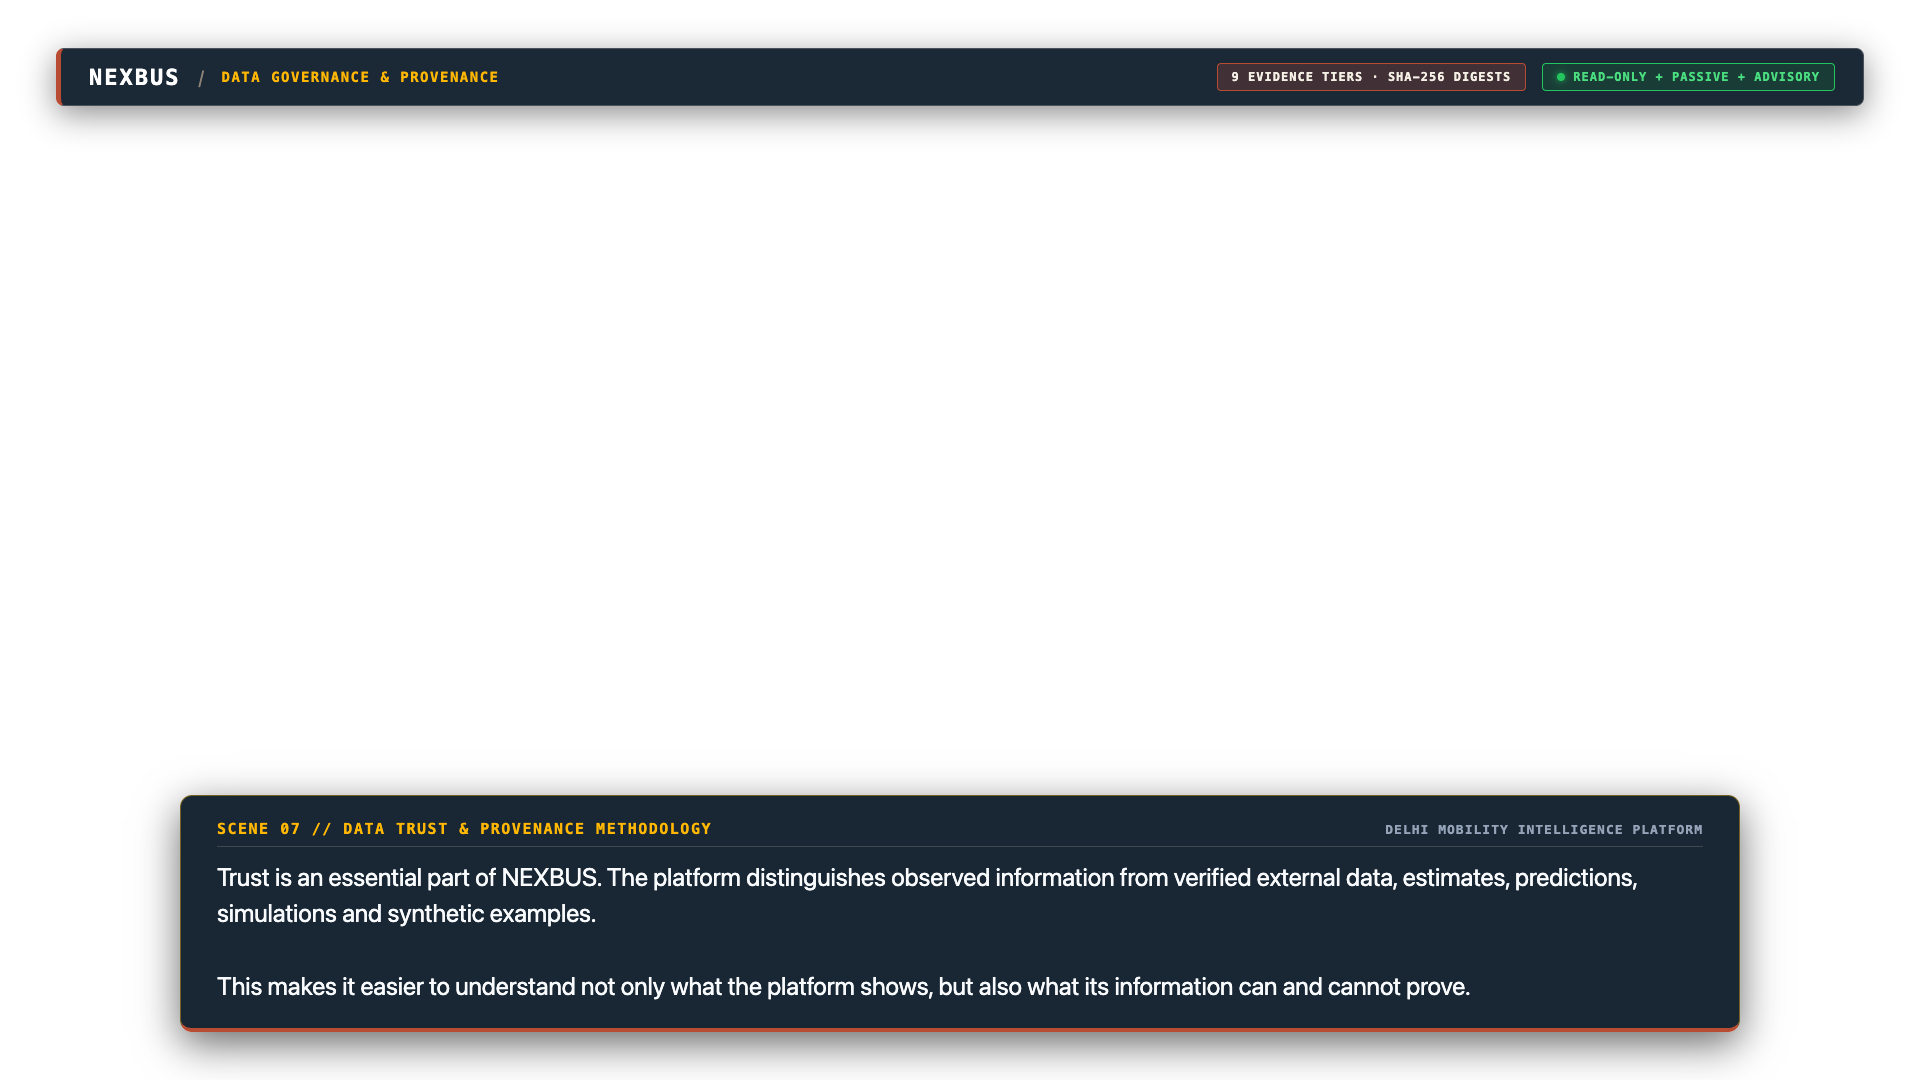 NEXBUS / DATA GOVERNANCE & PROVENANCE
9 EVIDENCE TIERS · SHA-256 DIGESTS
READ-ONLY + PASSIVE + ADVISORY
SCENE 07 // DATA TRUST & PROVENANCE METHODOLOGY
DELHI MOBILITY INTELLIGENCE PLATFORM
Trust is an essential part of NEXBUS. The platform distinguishes observed information from verified external data, estimates, predictions,
simulations and synthetic examples.
This makes it easier to understand not only what the platform shows, but also what its information can and cannot prove.